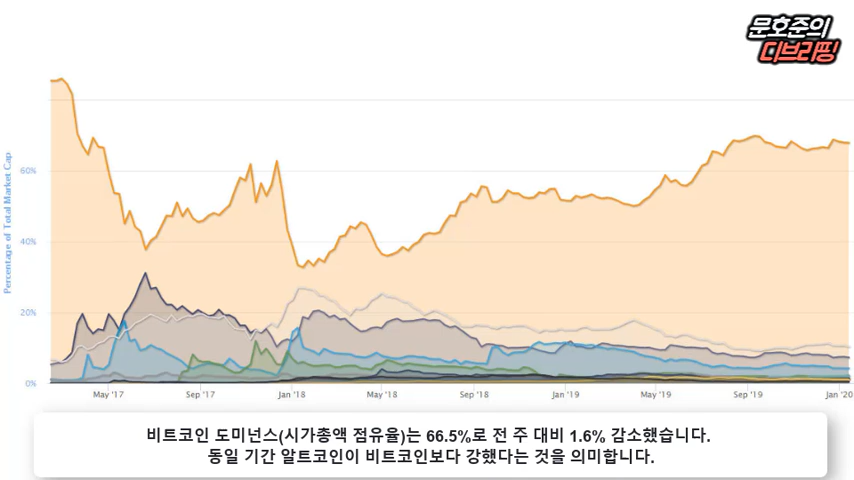 문호준의
디브리핑
Percentage of Total Market Cap
60%
40%
20%
0%
May '17
Sep '17
Jan '18
May '18
Sep '18
Jan '19
May '19
Sep '19
Jan '20
비트코인 도미넌스(시가총액 점유율)는 66.5%로 전 주 대비 1.6% 감소했습니다.
동일 기간 알트코인이 비트코인보다 강했다는 것을 의미합니다.